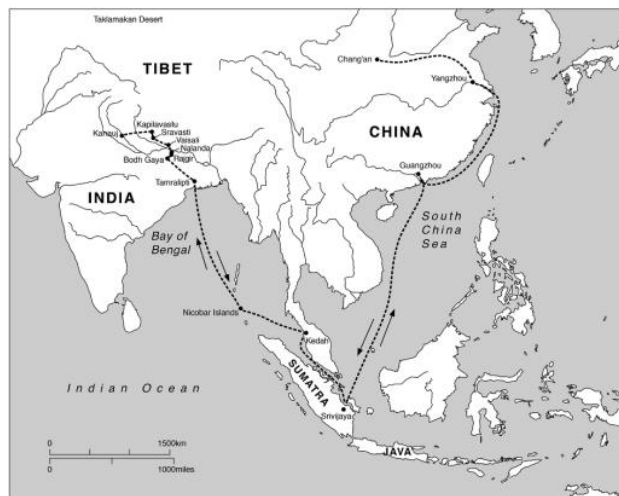 Taklamakan Desert
TIBET
Chang'an
Yangzhou
Kapilavastu
Sravasti
Kanauj
Vaisali
Nalanda
CHINA
Bodh Gaya
Rajgir
Guangzhou
Tamralipti
INDIA
South
China
Sea
Bay of
Bengal
Nicobar Islands
Kedah
SUMATRA
Indian Ocean
Srivijaya
JAVA
0 1500km
0 1000miles